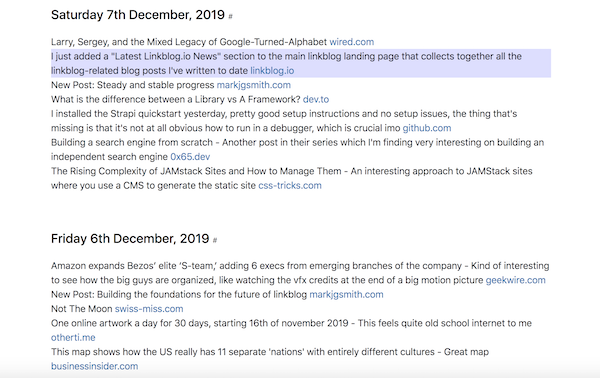 Saturday 7th December, 2019 #
Larry, Sergey, and the Mixed Legacy of Google-Turned-Alphabet wired.com
I just added a "Latest Linkblog.io News" section to the main linkblog landing page that collects together all the
linkblog-related blog posts I've written to date linkblog.io
New Post: Steady and stable progress markjgsmith.com
What is the difference between a Library vs A Framework? dev.to
I installed the Strapi quickstart yesterday, pretty good setup instructions and no setup issues, the thing that's
missing is that it's not at all obvious how to run in a debugger, which is crucial imo github.com
Building a search engine from scratch - Another post in their series which I'm finding very interesting on building an
independent search engine 0x65.dev
The Rising Complexity of JAMstack Sites and How to Manage Them - An interesting approach to JAMStack sites
where you use a CMS to generate the static site css-tricks.com
Friday 6th December, 2019 #
Amazon expands Bezos' elite 'S-team,' adding 6 execs from emerging branches of the company - Kind of interesting
to see how the big guys are organized, like watching the vfx credits at the end of a big motion picture geekwire.com
New Post: Building the foundations for the future of linkblog markjgsmith.com
Not The Moon swiss-miss.com
One online artwork a day for 30 days, starting 16th of november 2019 - This feels quite old school internet to me
otherti.me
This map shows how the US really has 11 separate 'nations' with entirely different cultures - Great map
businessinsider.com